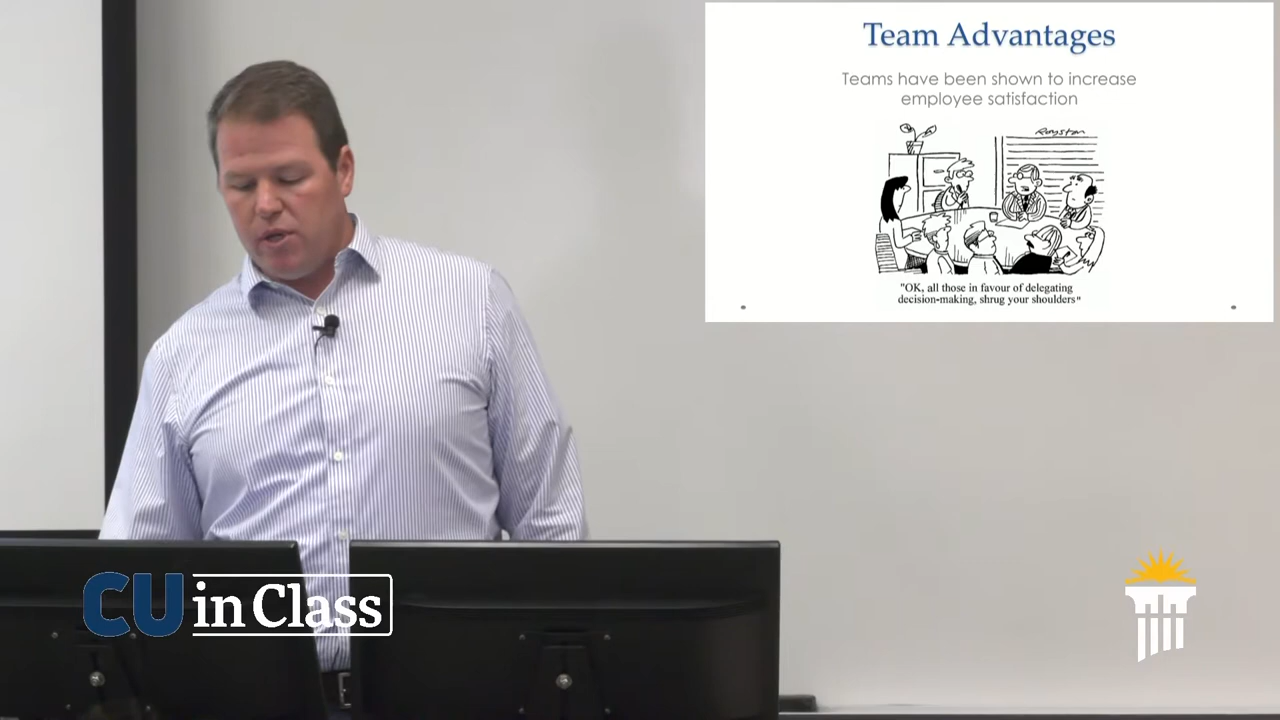 Team Advantages
Teams have been shown to increase
employee satisfaction
Royston
"OK, all those in favour of delegating
decision-making, shrug your shoulders"
CU in Class